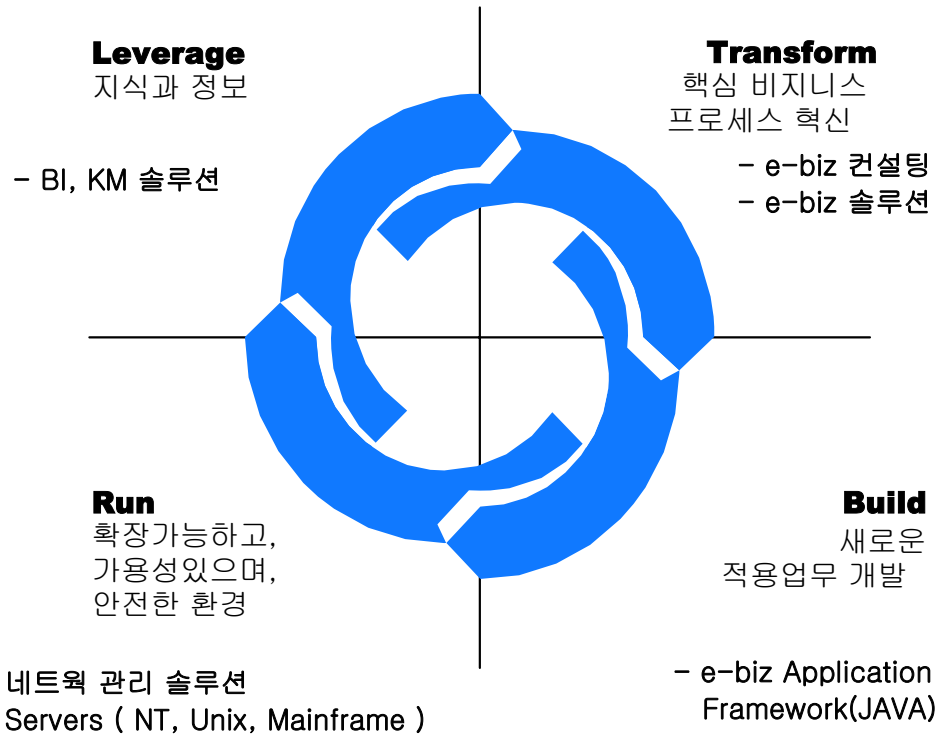 Leverage
지식과 정보
- BI, KM 솔루션
Transform
핵심 비지니스
프로세스 혁신
- e-biz 컨설팅
- e-biz 솔루션
Run
확장가능하고,
가용성있으며,
안전한 환경
네트웍 관리 솔루션
Servers ( NT, Unix, Mainframe )
Build
새로운
적용업무 개발
- e-biz Application
Framework(JAVA)